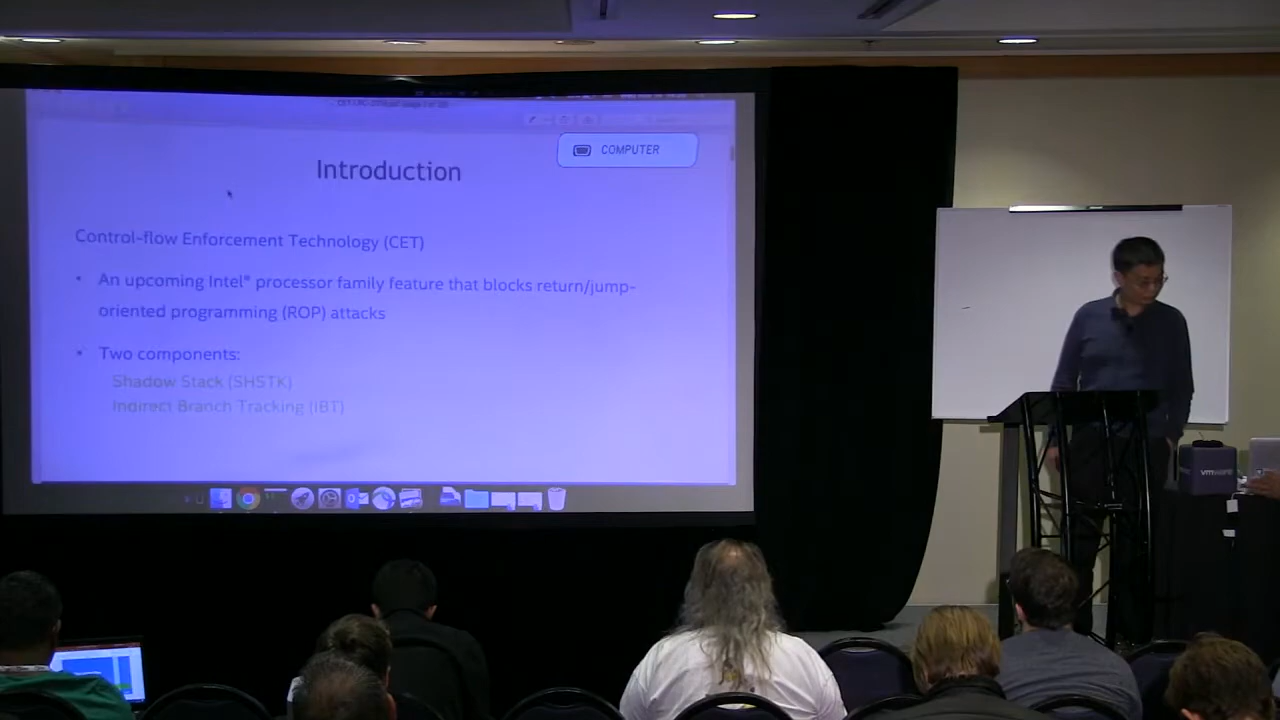 COMPUTER
Introduction
Control-flow Enforcement Technology (CET)
• An upcoming Intel® processor family feature that blocks return/jump-
oriented programming (ROP) attacks
• Two components:
Shadow Stack (SHSTK)
Indirect Branch Tracking (IBT)
vmware